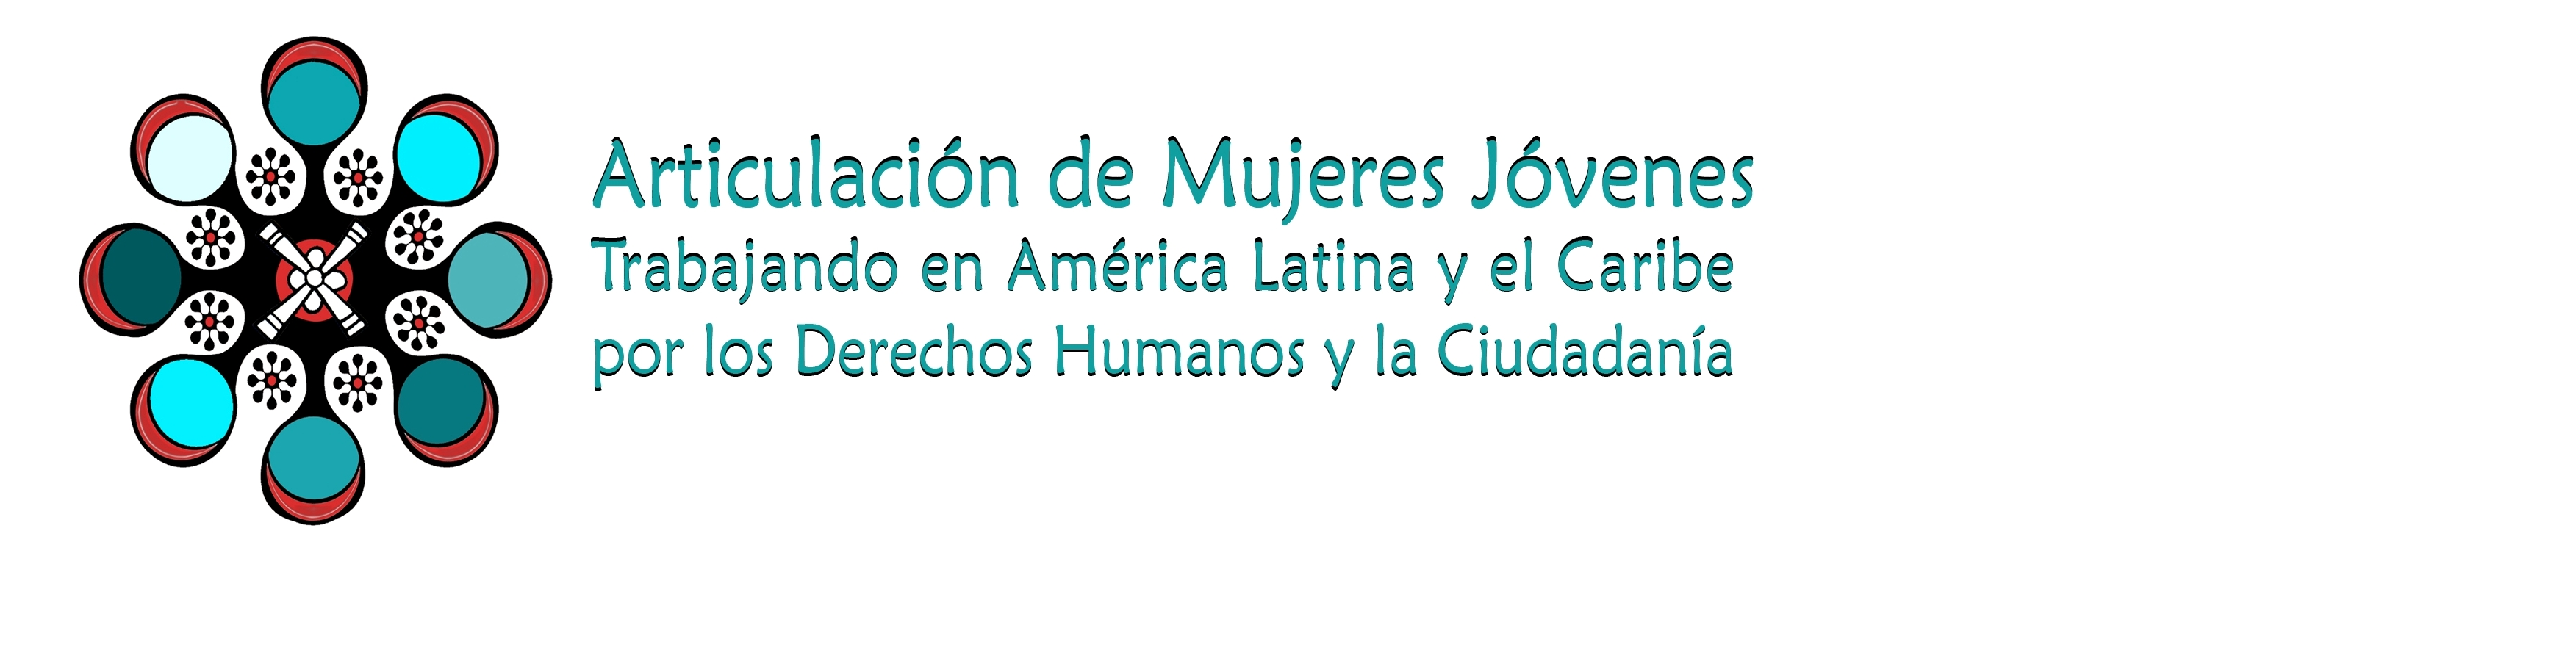 Articulación de Mujeres Jóvenes
Trabajando en América Latina y el Caribe
por los Derechos Humanos y la Ciudadanía